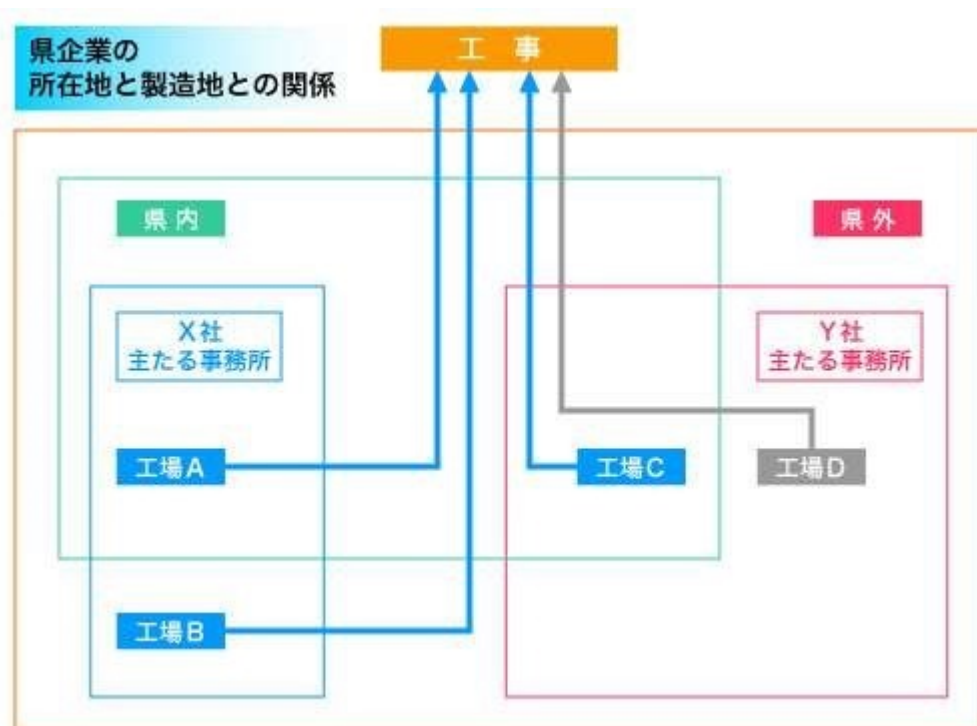 県企業の
所在地と製造地との関係
工事
県内
県外
X社
主たる事務所
Y社
主たる事務所
工場A
工場C
工場D
工場B